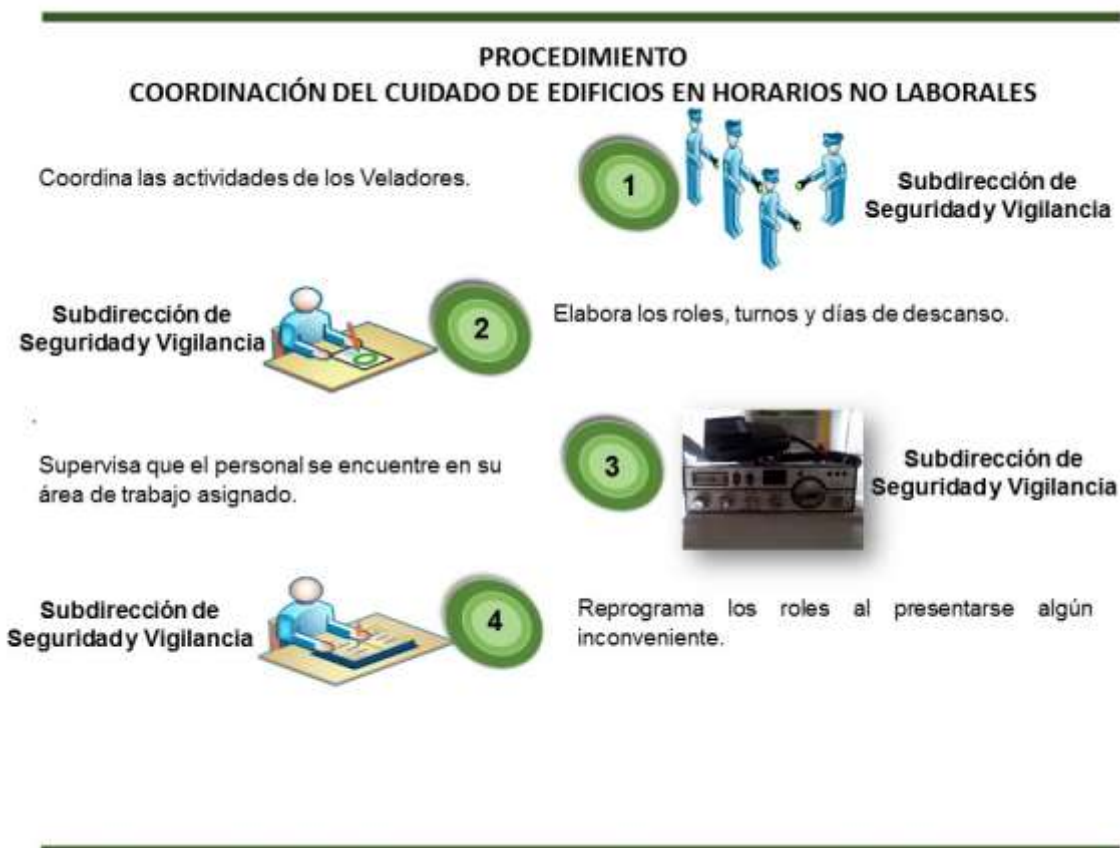 PROCEDIMIENTO
COORDINACIÓN DEL CUIDADO DE EDIFICIOS EN HORARIOS NO LABORALES
Coordina las actividades de los Veladores.
1
Subdirección de
Seguridad y Vigilancia
Subdirección de
Seguridad y Vigilancia
2
Elabora los roles, turnos y días de descanso.
.
Supervisa que el personal se encuentre en su
área de trabajo asignado.
3
Subdirección de
Seguridad y Vigilancia
Subdirección de
Seguridad y Vigilancia
4
Reprograma los roles al presentarse algún
inconveniente.